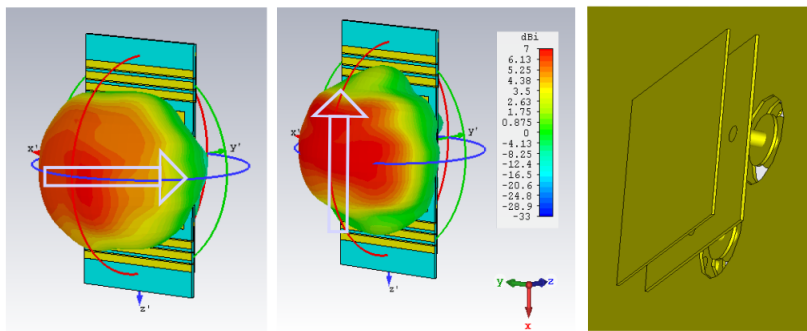 x'
y'
z'
x'
y'
z'
dBi
7
6.13
5.25
4.38
3.5
2.63
1.75
0.875
0
-4.13
-8.25
-12.4
-16.5
-20.6
-24.8
-28.9
-33
y z
x